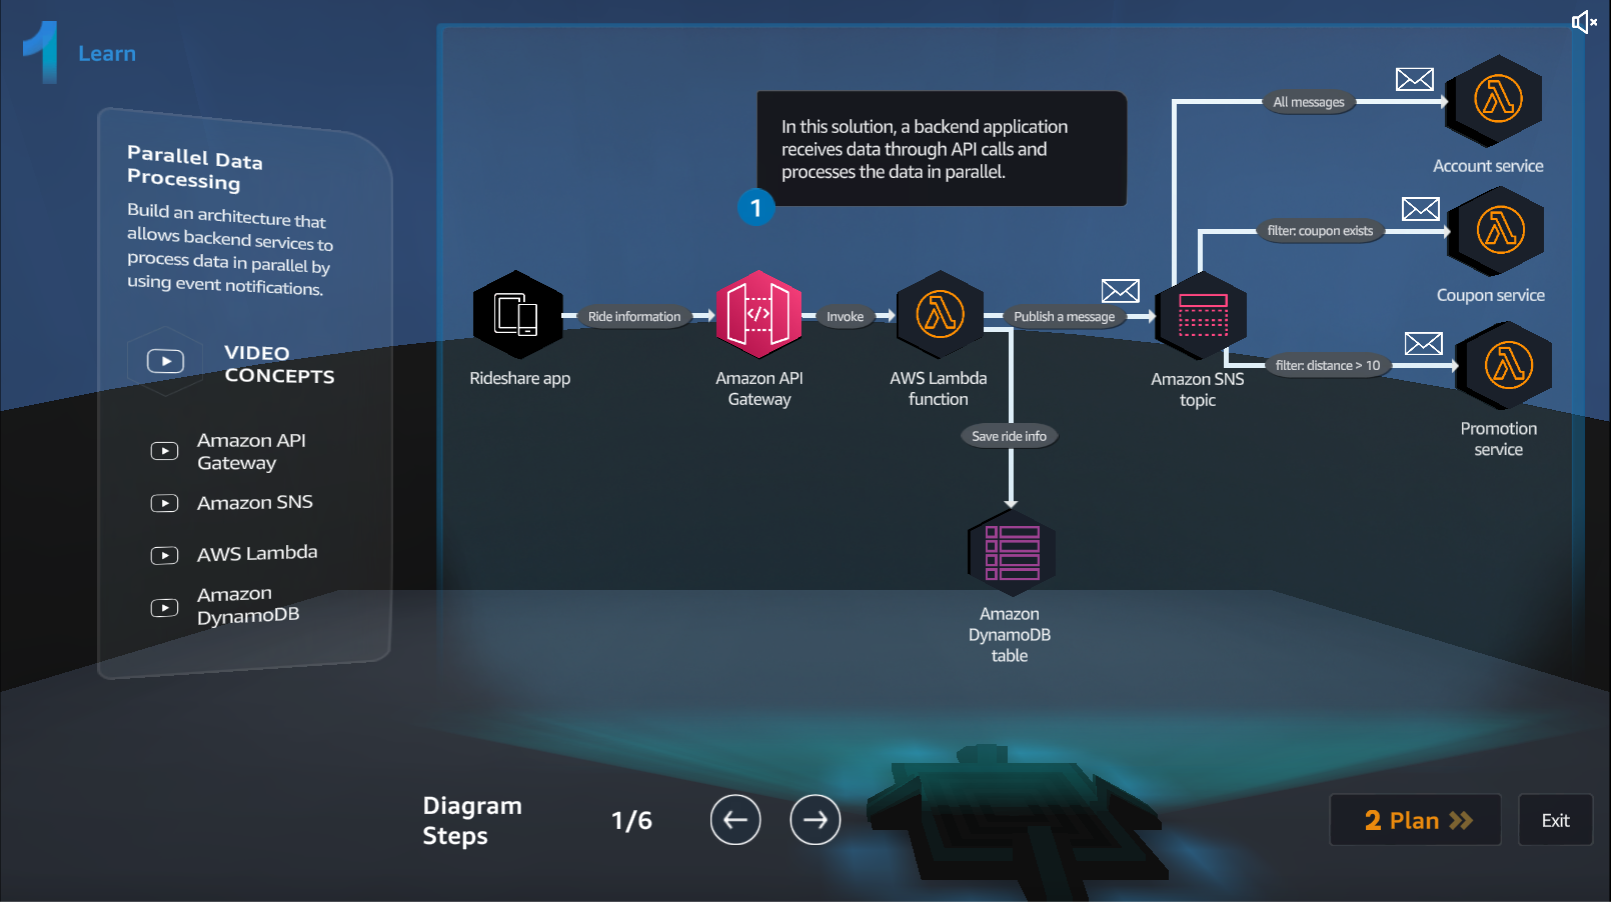 1 Learn
Parallel Data
Processing
Build an architecture that
allows backend services to
process data in parallel by
using event notifications.
VIDEO
CONCEPTS
Amazon API
Gateway
Amazon SNS
AWS Lambda
Amazon
DynamoDB
In this solution, a backend application
receives data through API calls and
processes the data in parallel.
1
Rideshare app
Ride information
</>
Amazon API
Gateway
Invoke
AWS Lambda
function
Publish a message
Save ride info
Amazon
DynamoDB
table
Amazon SNS
topic
All messages
Account service
filter: coupon exists
Coupon service
filter: distance > 10
Promotion
service
Diagram
Steps
1/6
2 Plan
Exit